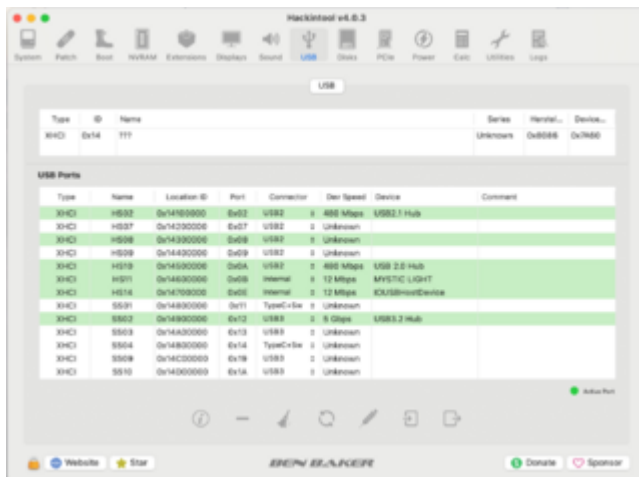 Hackintool v4.0.3
System Patch Boot NVRAM Extensions Displays Sound USB Disks PCIe Power Calc Utilities Logs
USB
Type ID Name Series Herstel... Device...
XHCI 0x14 ??? Unknown 0x8086 0x7A60
USB Ports
Type Name Location ID Port Connector Dev Speed Device Comment
XHCI HS02 0x14100000 0x02 USB2 480 Mbps USB2.1 Hub
XHCI HS07 0x14200000 0x07 USB2 Unknown
XHCI HS08 0x14300000 0x08 USB2 Unknown
XHCI HS09 0x14400000 0x09 USB2 Unknown
XHCI HS10 0x14500000 0x0A USB2 480 Mbps USB 2.0 Hub
XHCI HS11 0x14600000 0x0B Internal 12 Mbps MYSTIC LIGHT
XHCI HS14 0x14700000 0x0E Internal 12 Mbps IOUSBHostDevice
XHCI SS01 0x14800000 0x11 TypeC+Sw Unknown
XHCI SS02 0x14900000 0x12 USB3 5 Gbps USB3.2 Hub
XHCI SS03 0x14A00000 0x13 USB3 Unknown
XHCI SS04 0x14B00000 0x14 TypeC+Sw Unknown
XHCI SS09 0x14C00000 0x19 USB3 Unknown
XHCI SS10 0x14D00000 0x1A USB3 Unknown
Active Port
Website Star BEN BAKER Donate Sponsor